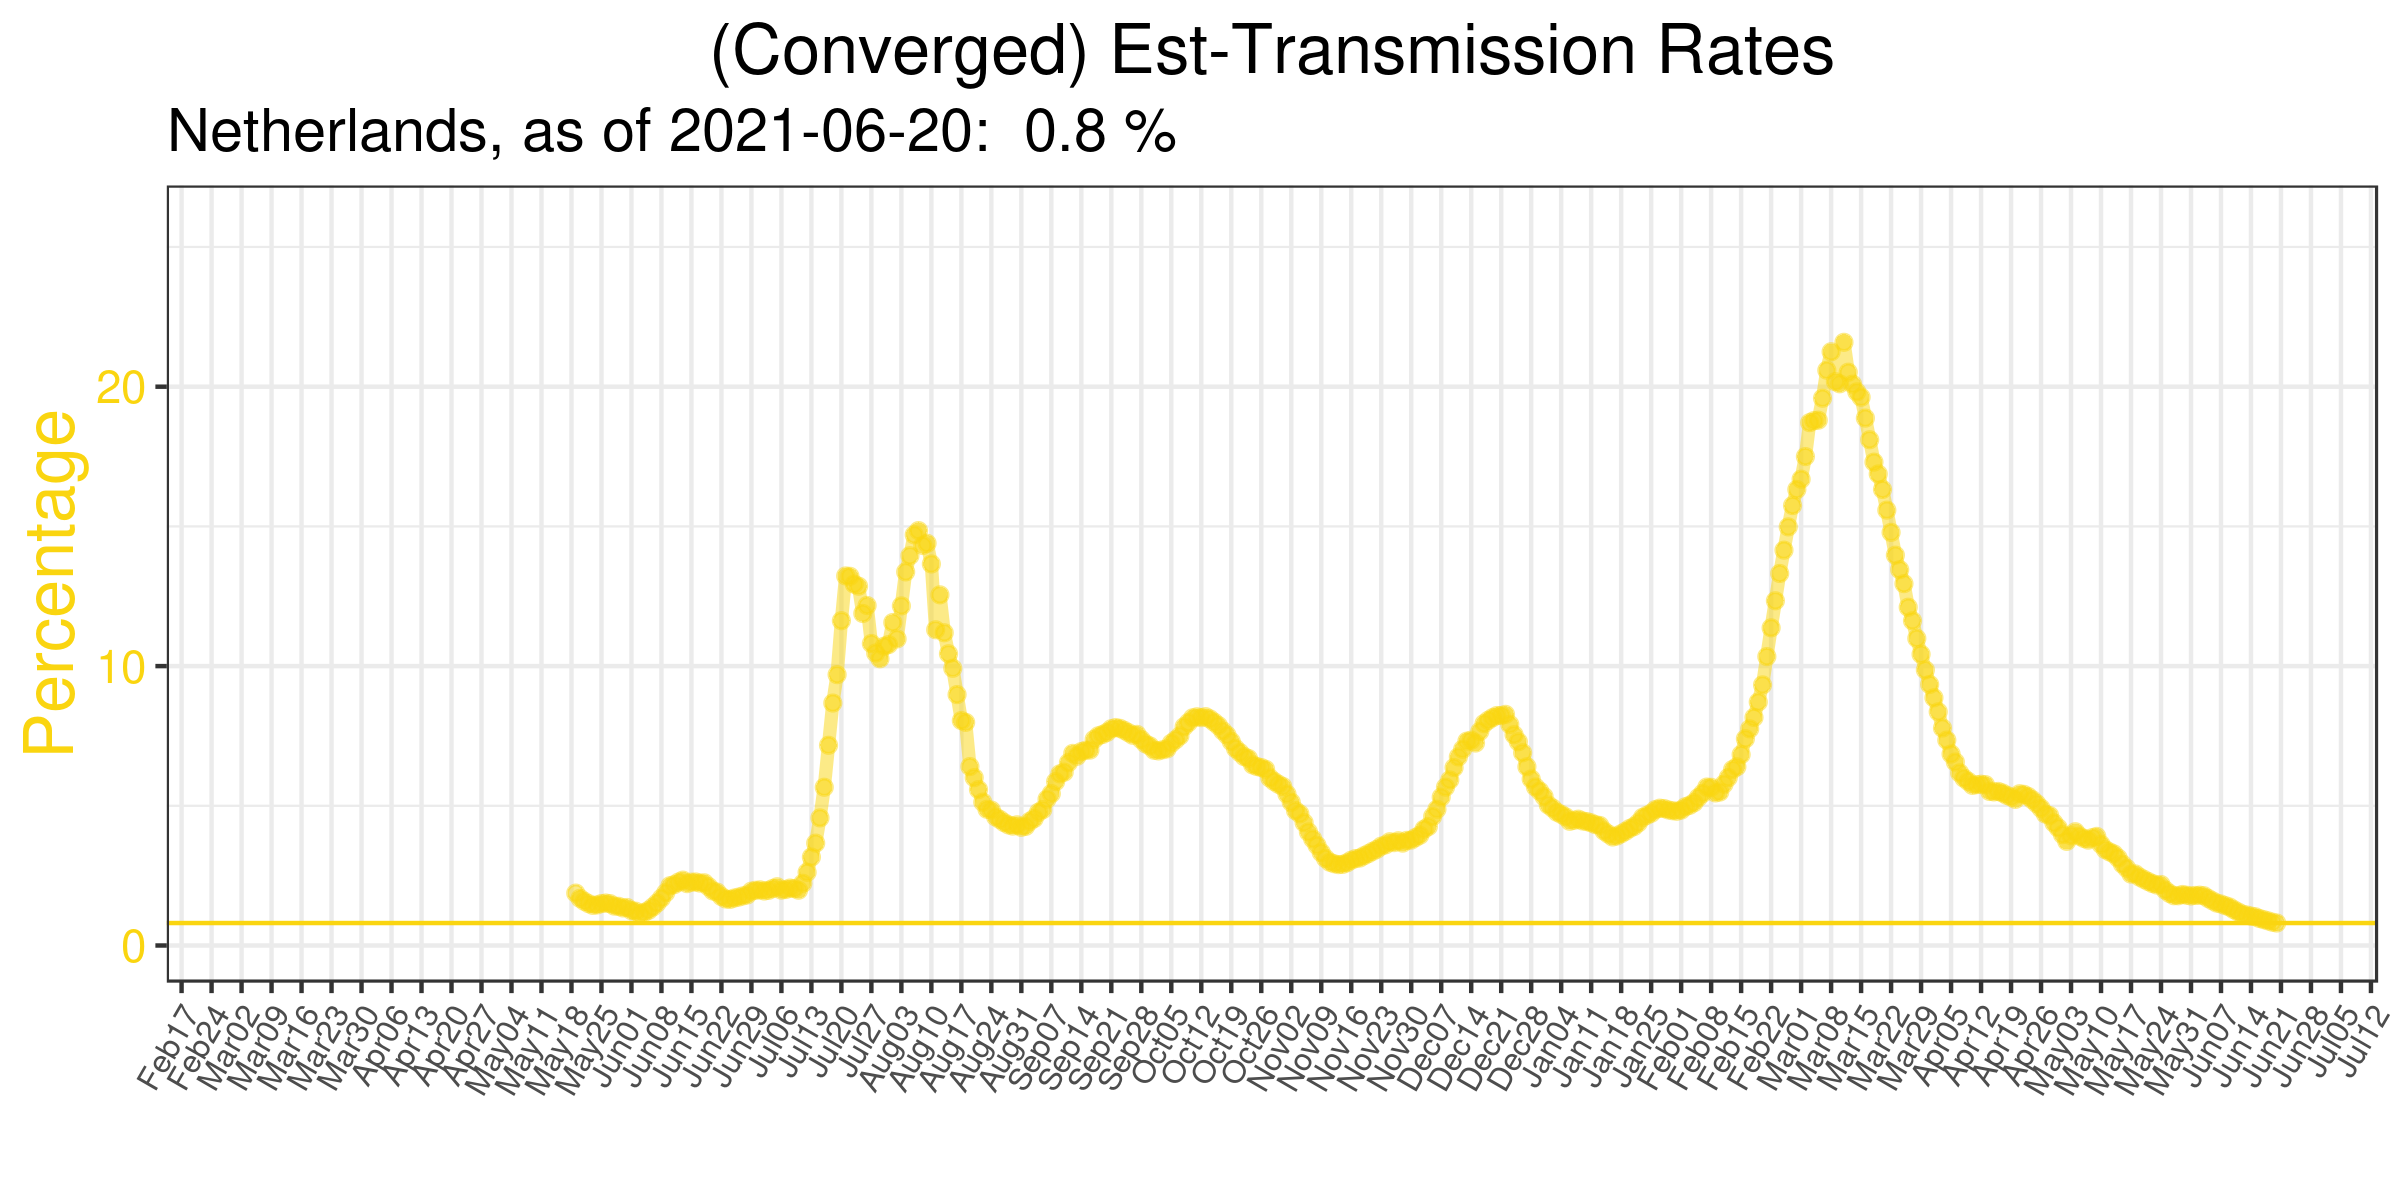 (Converged) Est-Transmission Rates
Netherlands, as of 2021-06-20:  0.8 %
Percentage
20
10
0
Feb17
Feb24
Mar02
Mar09
Mar16
Mar23
Mar30
Apr06
Apr13
Apr20
Apr27
May04
May11
May18
May25
Jun01
Jun08
Jun15
Jun22
Jun29
Jul06
Jul13
Jul20
Jul27
Aug03
Aug10
Aug17
Aug24
Aug31
Sep07
Sep14
Sep21
Sep28
Oct05
Oct12
Oct19
Oct26
Nov02
Nov09
Nov16
Nov23
Nov30
Dec07
Dec14
Dec21
Dec28
Jan04
Jan11
Jan18
Jan25
Feb01
Feb08
Feb15
Feb22
Mar01
Mar08
Mar15
Mar22
Mar29
Apr05
Apr12
Apr19
Apr26
May03
May10
May17
May24
May31
Jun07
Jun14
Jun21
Jun28
Jul05
Jul12